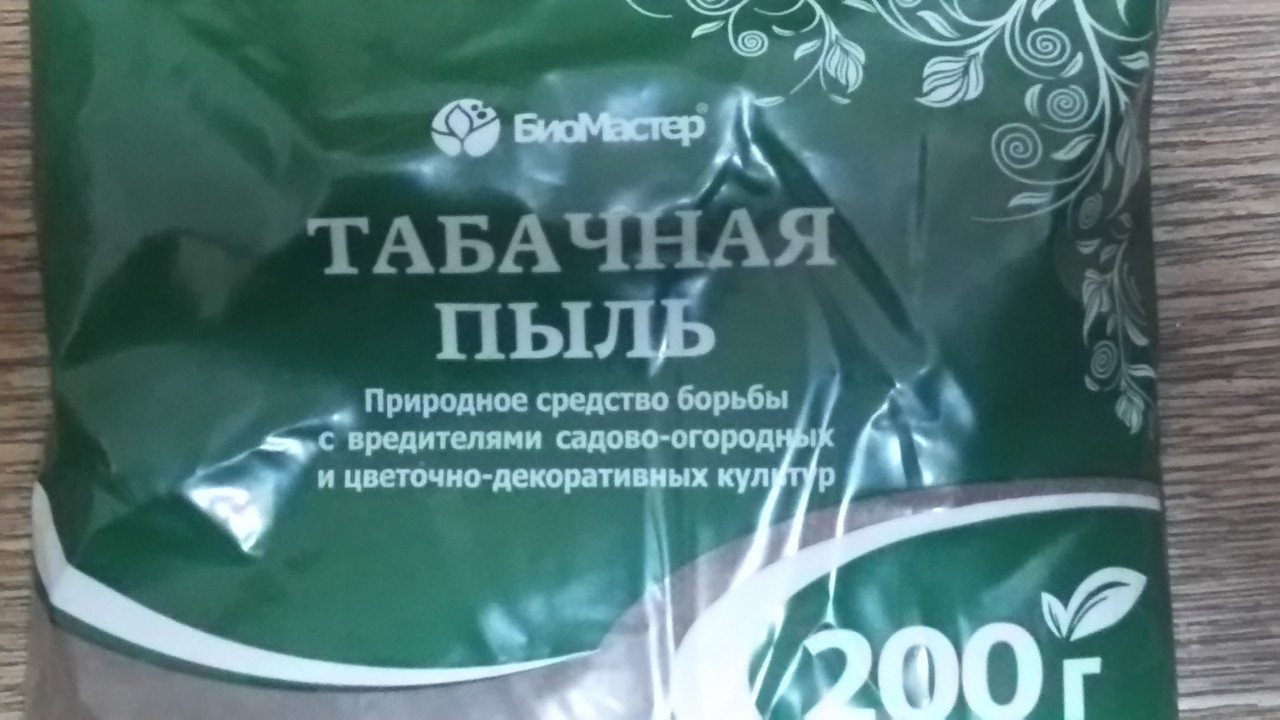 БиоМастер®
ТАБАЧНАЯ
ПЫЛЬ
Природное средство борьбы
с вредителями садово-огородных
и цветочно-декоративных культур
200 г